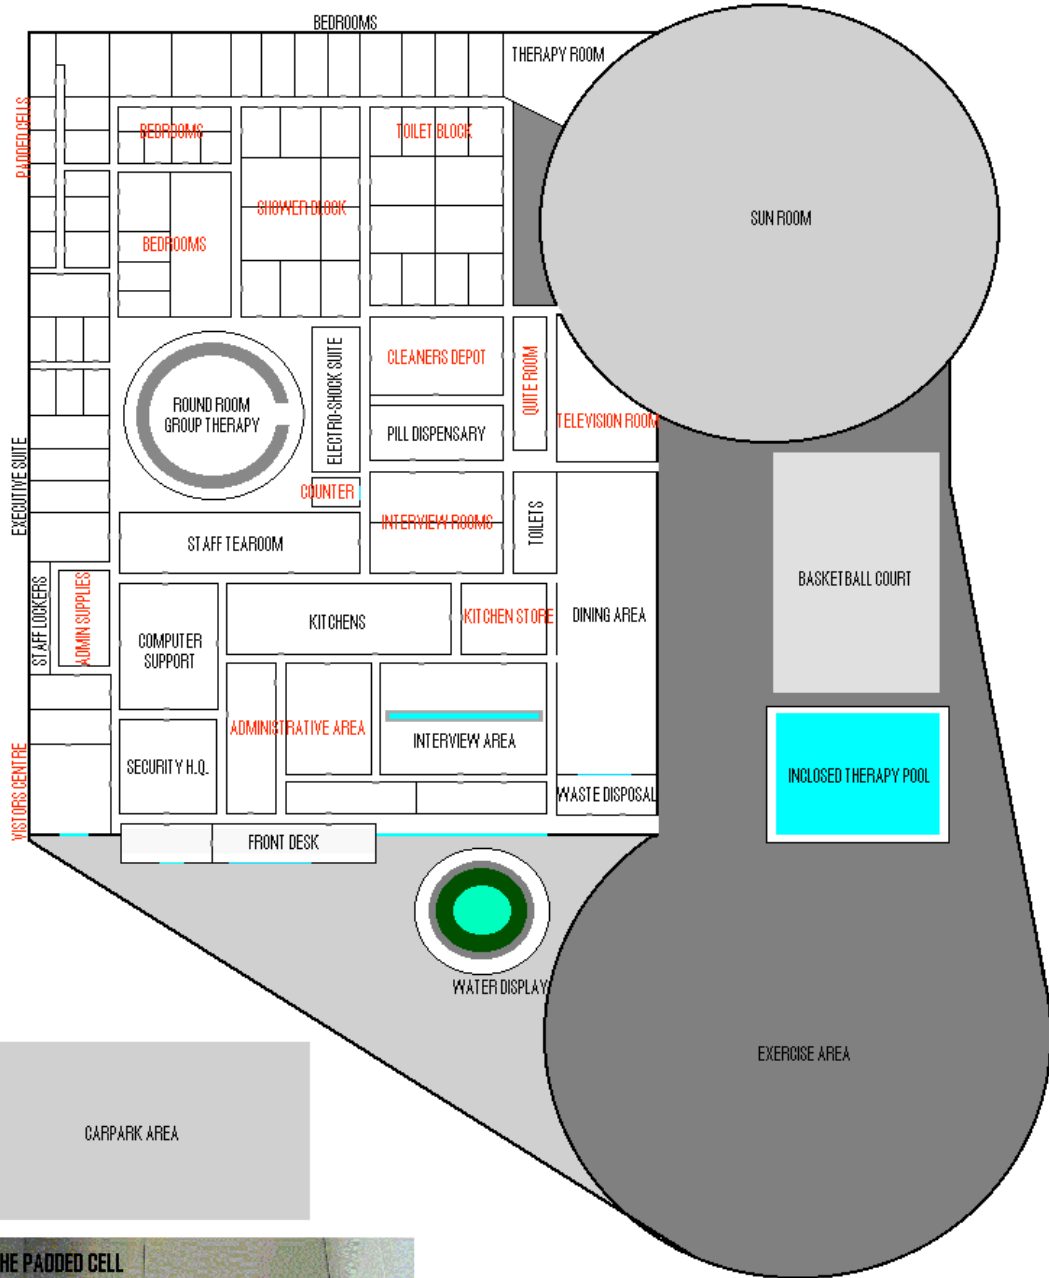 BEDROOMS
THERAPY ROOM
PADDED CELLS
BEDROOMS
TOILET BLOCK
SHOWER BLOCK
SUN ROOM
BEDROOMS
CLEANERS DEPOT
QUITE ROOM
ELECTRO-SHOCK SUITE
ROUND ROOM
GROUP THERAPY
TELEVISION ROOM
PILL DISPENSARY
EXECUTIVE SUITE
COUNTER
INTERVIEW ROOMS
TOILETS
STAFF TEAROOM
BASKETBALL COURT
STAFF LOCKERS
ADMIN SUPPLIES
KITCHENS
KITCHEN STORE
DINING AREA
COMPUTER
SUPPORT
ADMINISTRATIVE AREA
INTERVIEW AREA
SECURITY H.Q.
INCLOSED THERAPY POOL
WASTE DISPOSAL
VISTORS CENTRE
FRONT DESK
WATER DISPLAY
EXERCISE AREA
CARPARK AREA
HE PADDED CELL